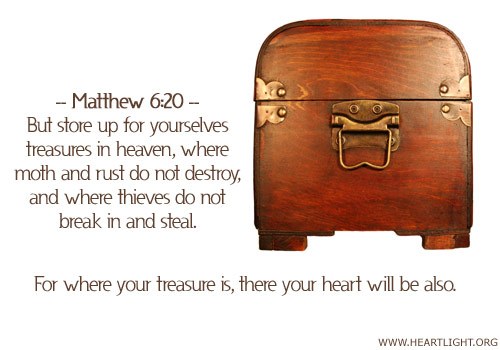 -- Matthew 6:20 --
But store up for yourselves
treasures in heaven, where
moth and rust do not destroy,
and where thieves do not
break in and steal.
For where your treasure is, there your heart will be also.
WWW.HEARTLIGHT.ORG